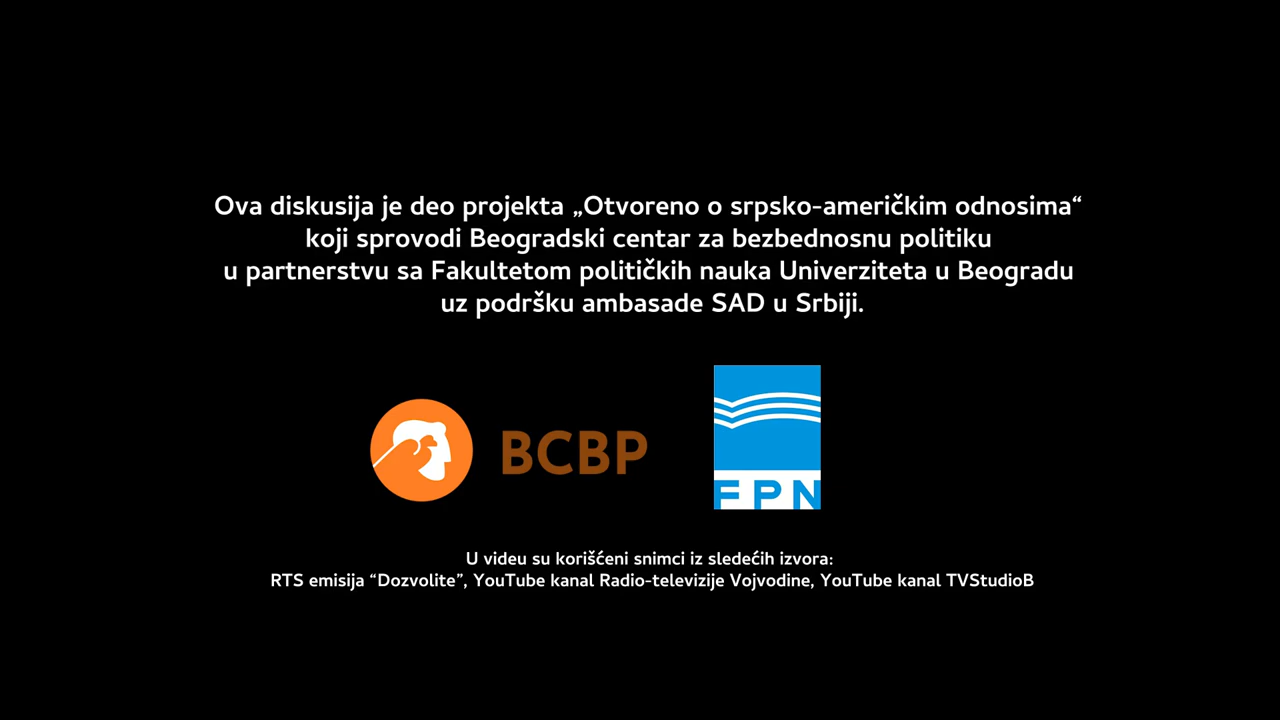 Ova diskusija je deo projekta „Otvoreno o srpsko-američkim odnosima“
koji sprovodi Beogradski centar za bezbednosnu politiku
u partnerstvu sa Fakultetom političkih nauka Univerziteta u Beogradu
uz podršku ambasade SAD u Srbiji.
BCBP
FPN
U videu su korišćeni snimci iz sledećih izvora:
RTS emisija “Dozvolite”, YouTube kanal Radio-televizije Vojvodine, YouTube kanal TVStudioB